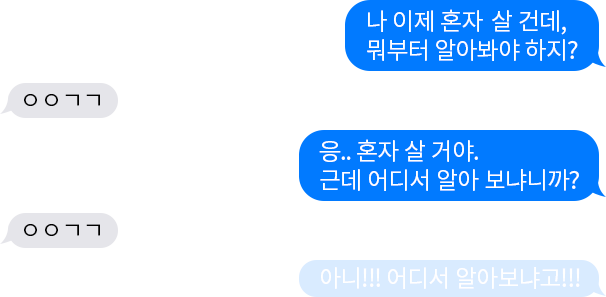 나 이제 혼자 살 건데,
뭐부터 알아봐야 하지?
ㅇㅇㄱㄱ
응.. 혼자 살 거야.
근데 어디서 알아 보냐니까?
ㅇㅇㄱㄱ
아니!!! 어디서 알아보냐고!!!